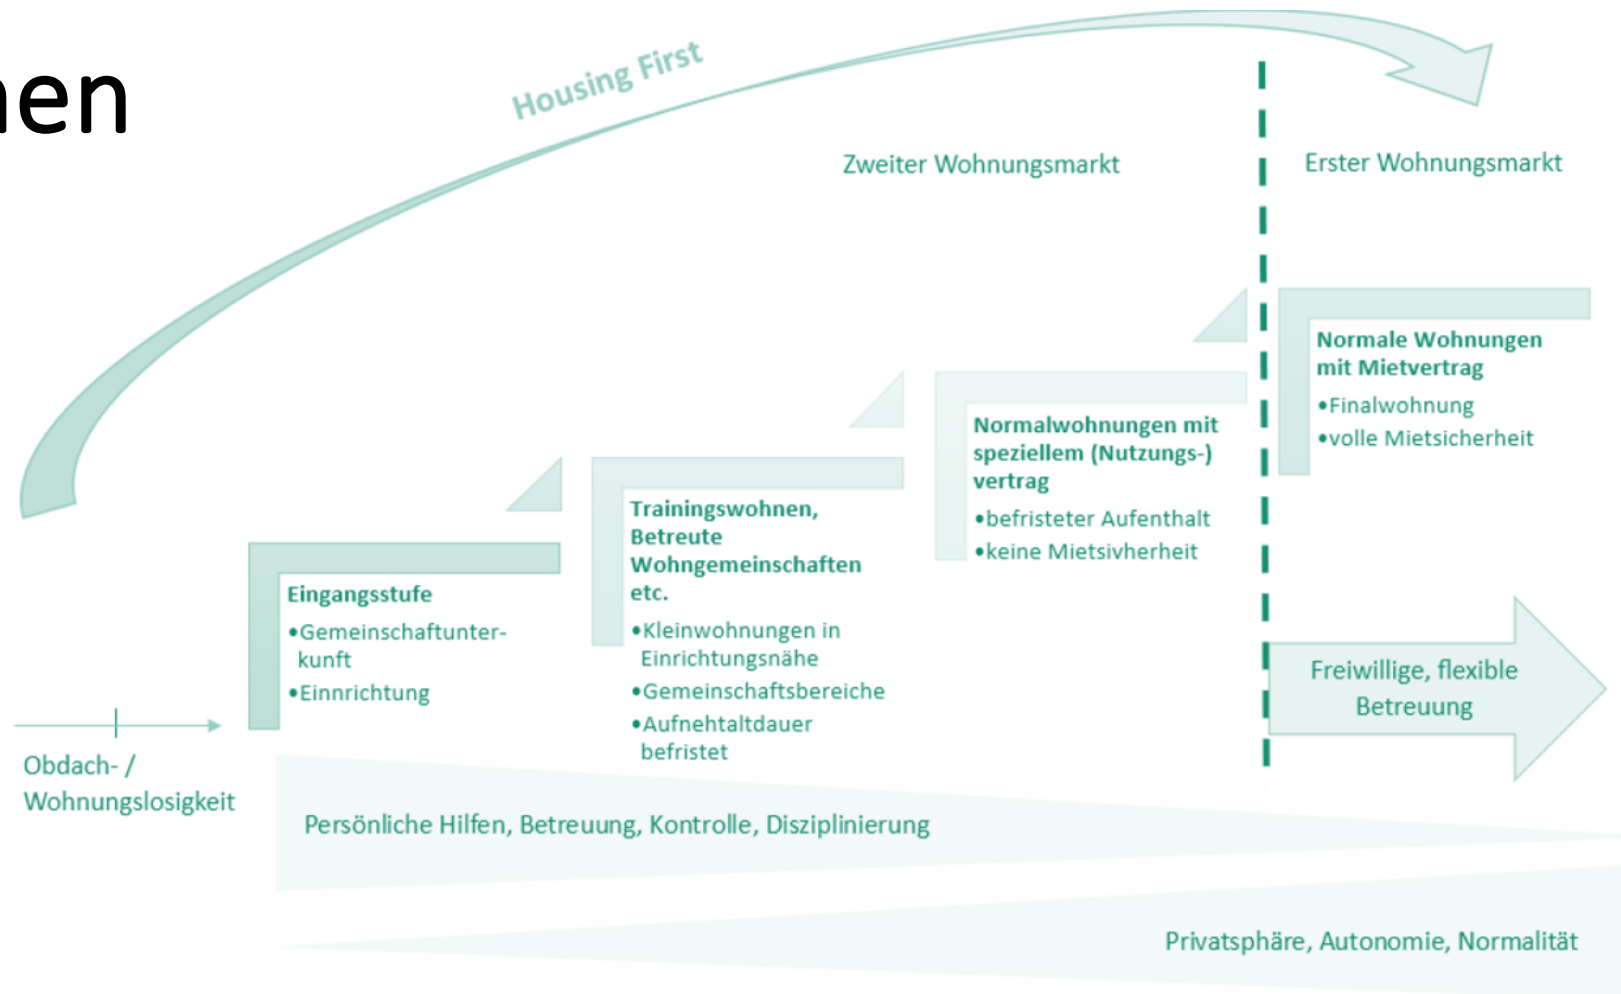 nen
Housing First
Zweiter Wohnungsmarkt
Erster Wohnungsmarkt
Normale Wohnungen
mit Mietvertrag
•Finalwohnung
•volle Mietsicherheit
Normalwohnungen mit
speziellem (Nutzungs-)
vertrag
•befristeter Aufenthalt
•keine Mietsivherheit
Trainingswohnen,
Betreute
Wohngemeinschaften
etc.
•Kleinwohnungen in
Einrichtungsnähe
•Gemeinschaftsbereiche
•Aufnehtaltdauer
befristet
Eingangsstufe
•Gemeinschaftunter-
kunft
•Einnrichtung
Obdach- /
Wohnungslosigkeit
Freiwillige, flexible
Betreuung
Persönliche Hilfen, Betreuung, Kontrolle, Disziplinierung
Privatsphäre, Autonomie, Normalität